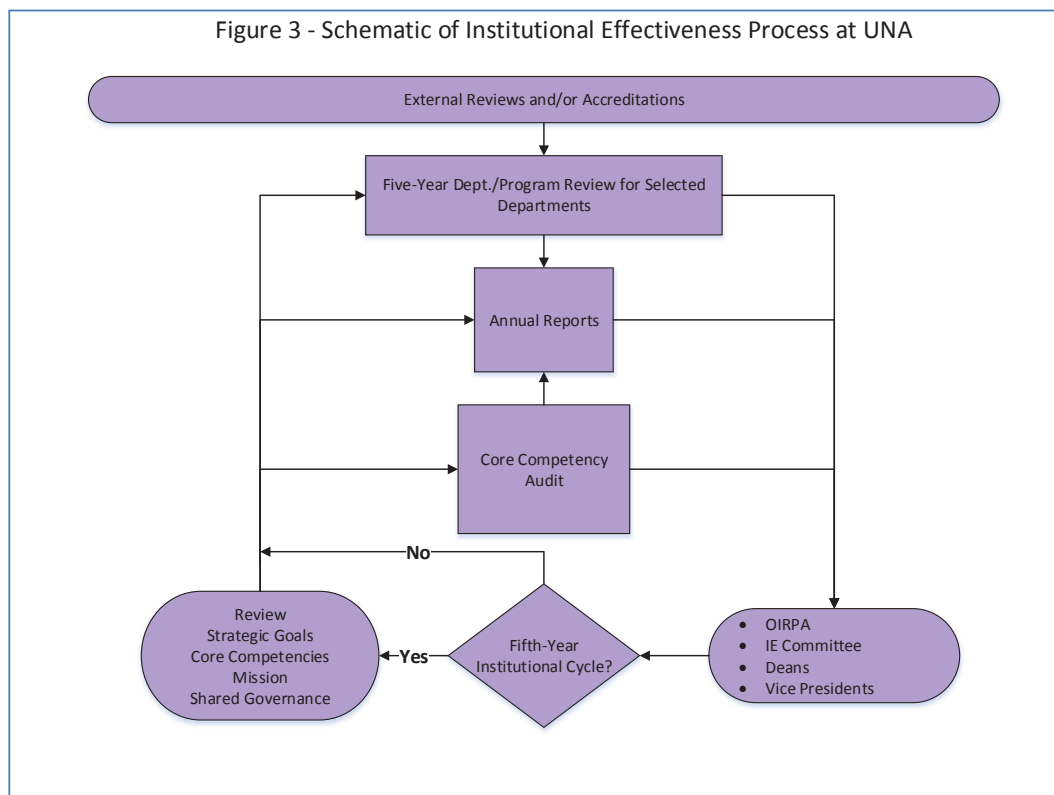 Figure 3 - Schematic of Institutional Effectiveness Process at UNA
External Reviews and/or Accreditations
Five-Year Dept./Program Review for Selected
Departments
Annual Reports
Core Competency
Audit
No
Review
Strategic Goals
Core Competencies
Mission
Shared Governance
Yes
Fifth-Year
Institutional Cycle?
• OIRPA
• IE Committee
• Deans
• Vice Presidents